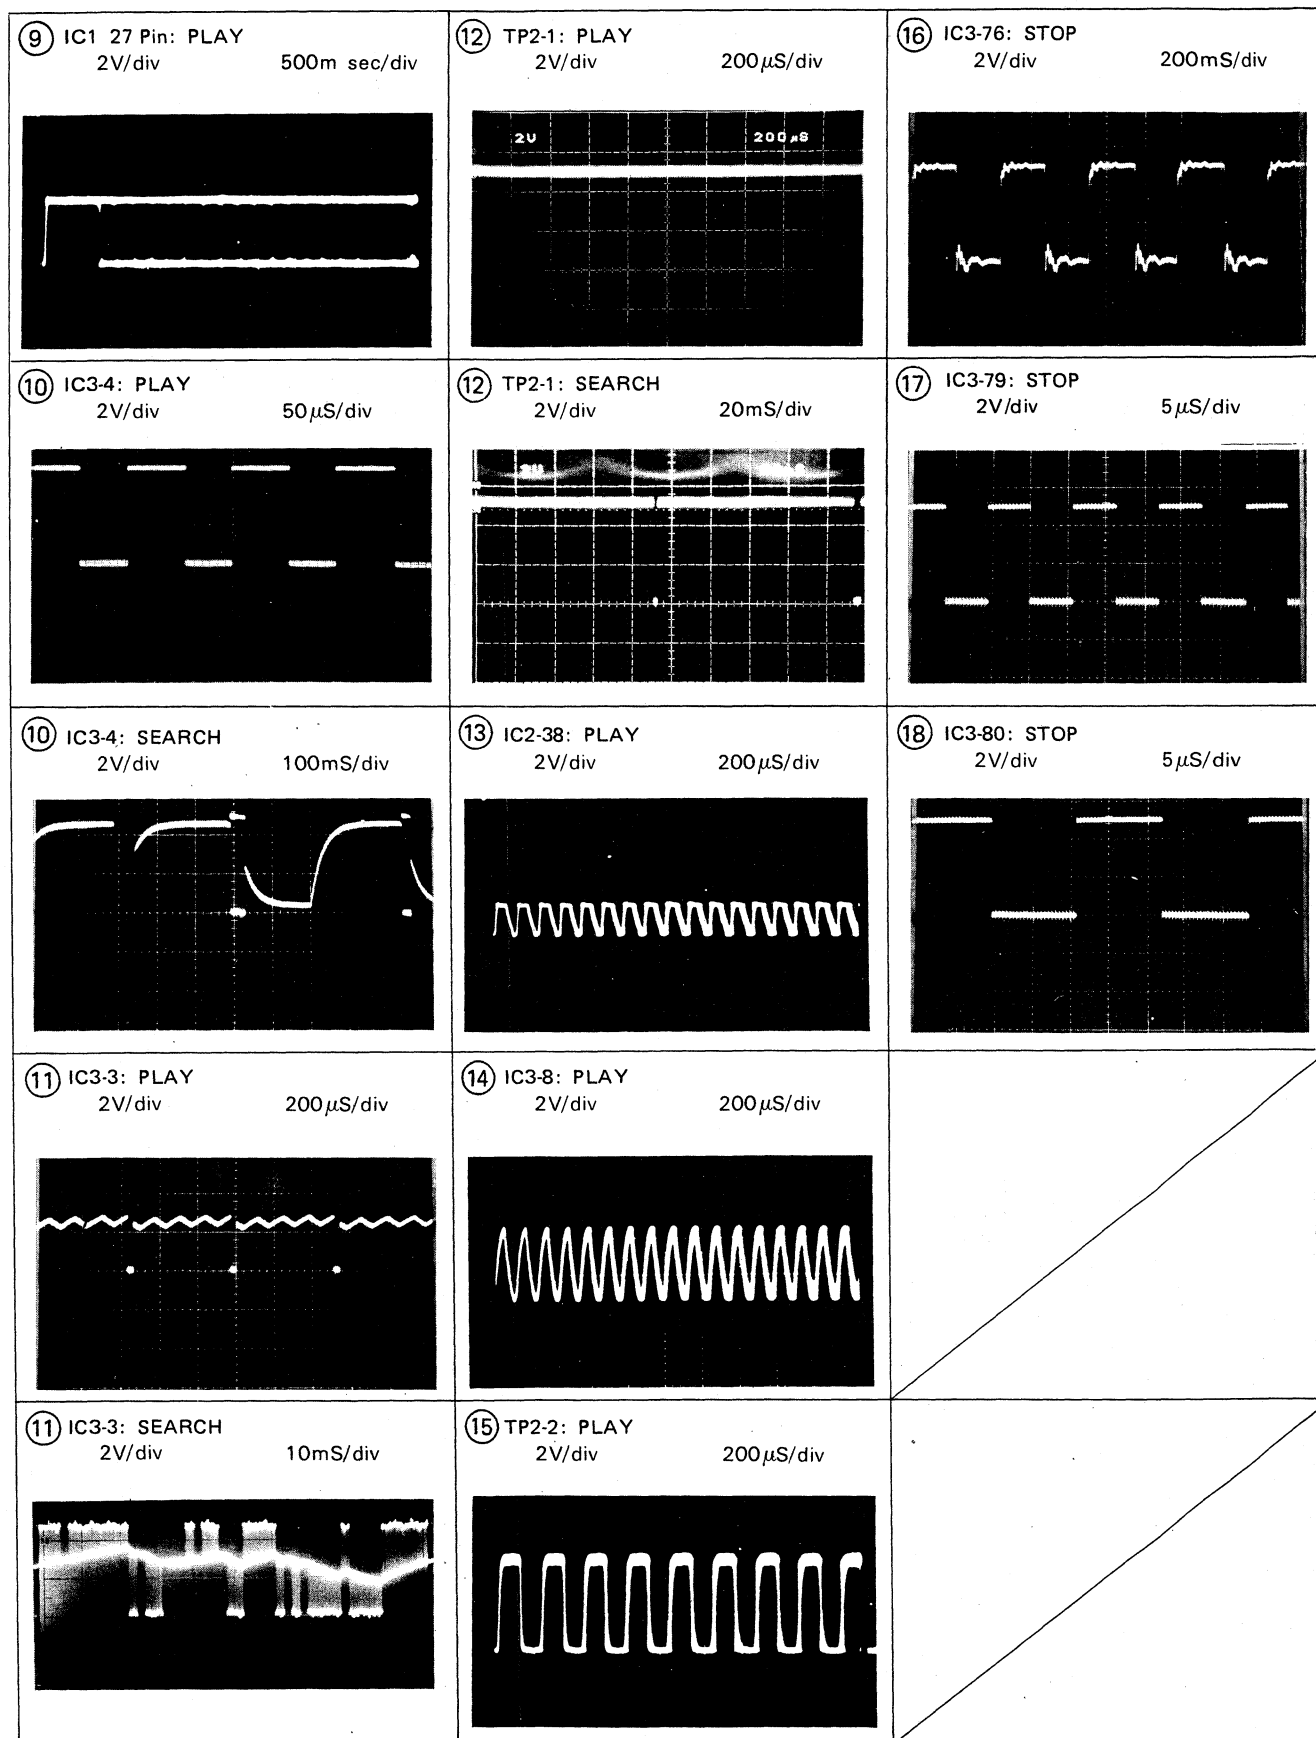 ⑨ IC1 27 Pin: PLAY
2V/div 500m sec/div
⑩ IC3-4: PLAY
2V/div 50μS/div
⑩ IC3-4: SEARCH
2V/div 100mS/div
⑪ IC3-3: PLAY
2V/div 200μS/div
⑪ IC3-3: SEARCH
2V/div 10mS/div
⑫ TP2-1: PLAY
2V/div 200μS/div
2V 200μS
⑫ TP2-1: SEARCH
2V/div 20mS/div
⑬ IC2-38: PLAY
2V/div 200μS/div
⑭ IC3-8: PLAY
2V/div 200μS/div
⑮ TP2-2: PLAY
2V/div 200μS/div
⑯ IC3-76: STOP
2V/div 200mS/div
⑰ IC3-79: STOP
2V/div 5μS/div
⑱ IC3-80: STOP
2V/div 5μS/div